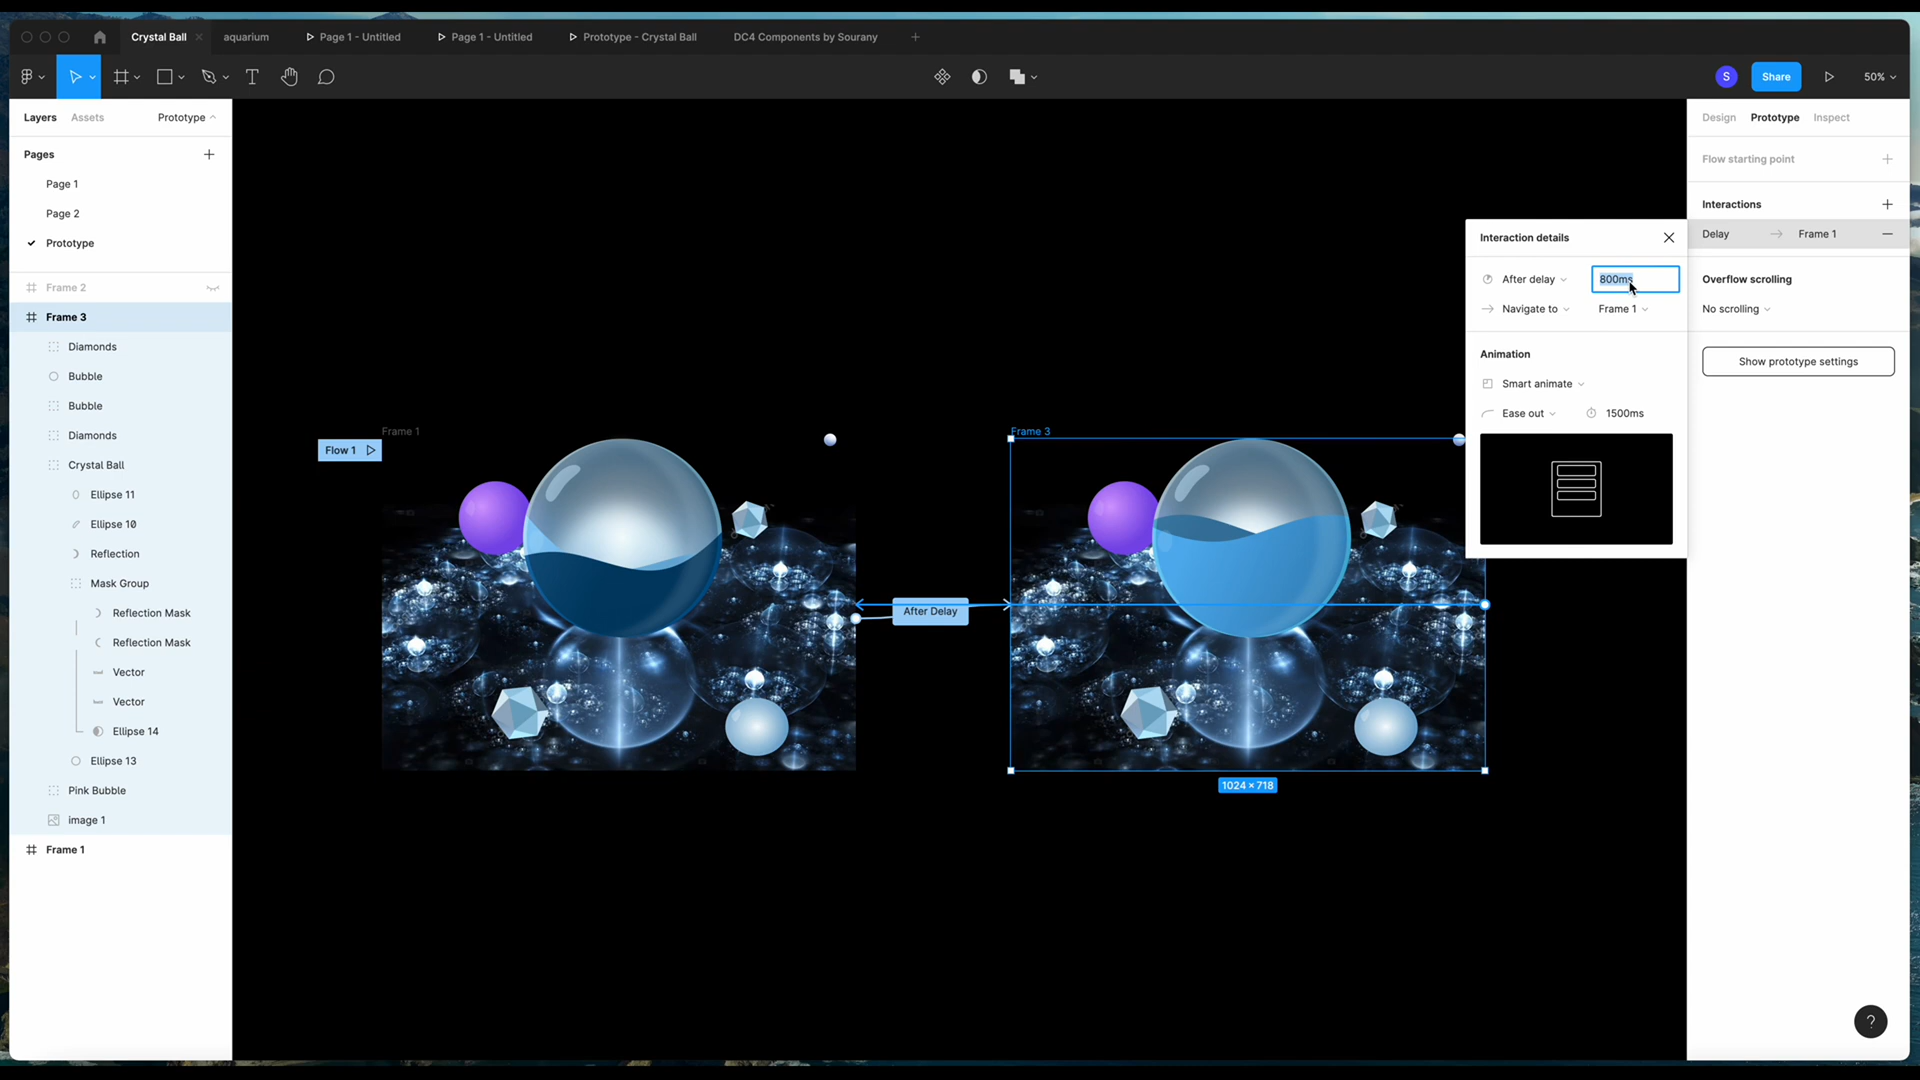 Crystal Ball
aquarium
Page 1 - Untitled
Page 1 - Untitled
Prototype - Crystal Ball
DC4 Components by Sourany
S
Share
50%
Layers
Assets
Prototype
Pages
Page 1
Page 2
Prototype
Frame 2
Frame 3
Diamonds
Bubble
Bubble
Diamonds
Crystal Ball
Ellipse 11
Ellipse 10
Reflection
Mask Group
Reflection Mask
Reflection Mask
Vector
Vector
Ellipse 14
Ellipse 13
Pink Bubble
image 1
Frame 1
Flow 1
Frame 1
After Delay
Frame 3
1024 × 718
Interaction details
After delay
800ms
Navigate to
Frame 1
Animation
Smart animate
Ease out
1500ms
Design
Prototype
Inspect
Flow starting point
Interactions
Delay
Frame 1
Overflow scrolling
No scrolling
Show prototype settings
?